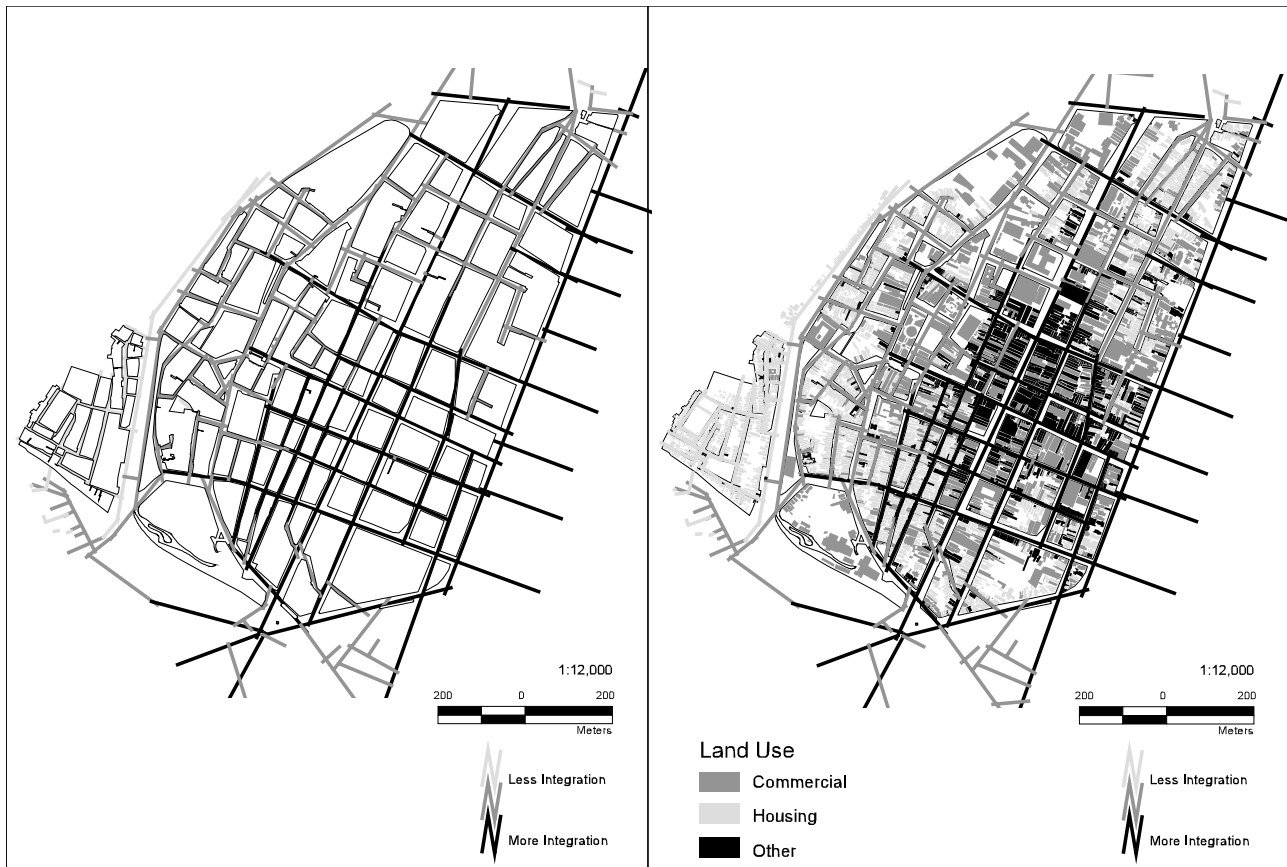 1:12,000
200 0 200
Meters
Less Integration
More Integration
1:12,000
200 0 200
Meters
Land Use
Commercial
Housing
Other
Less Integration
More Integration